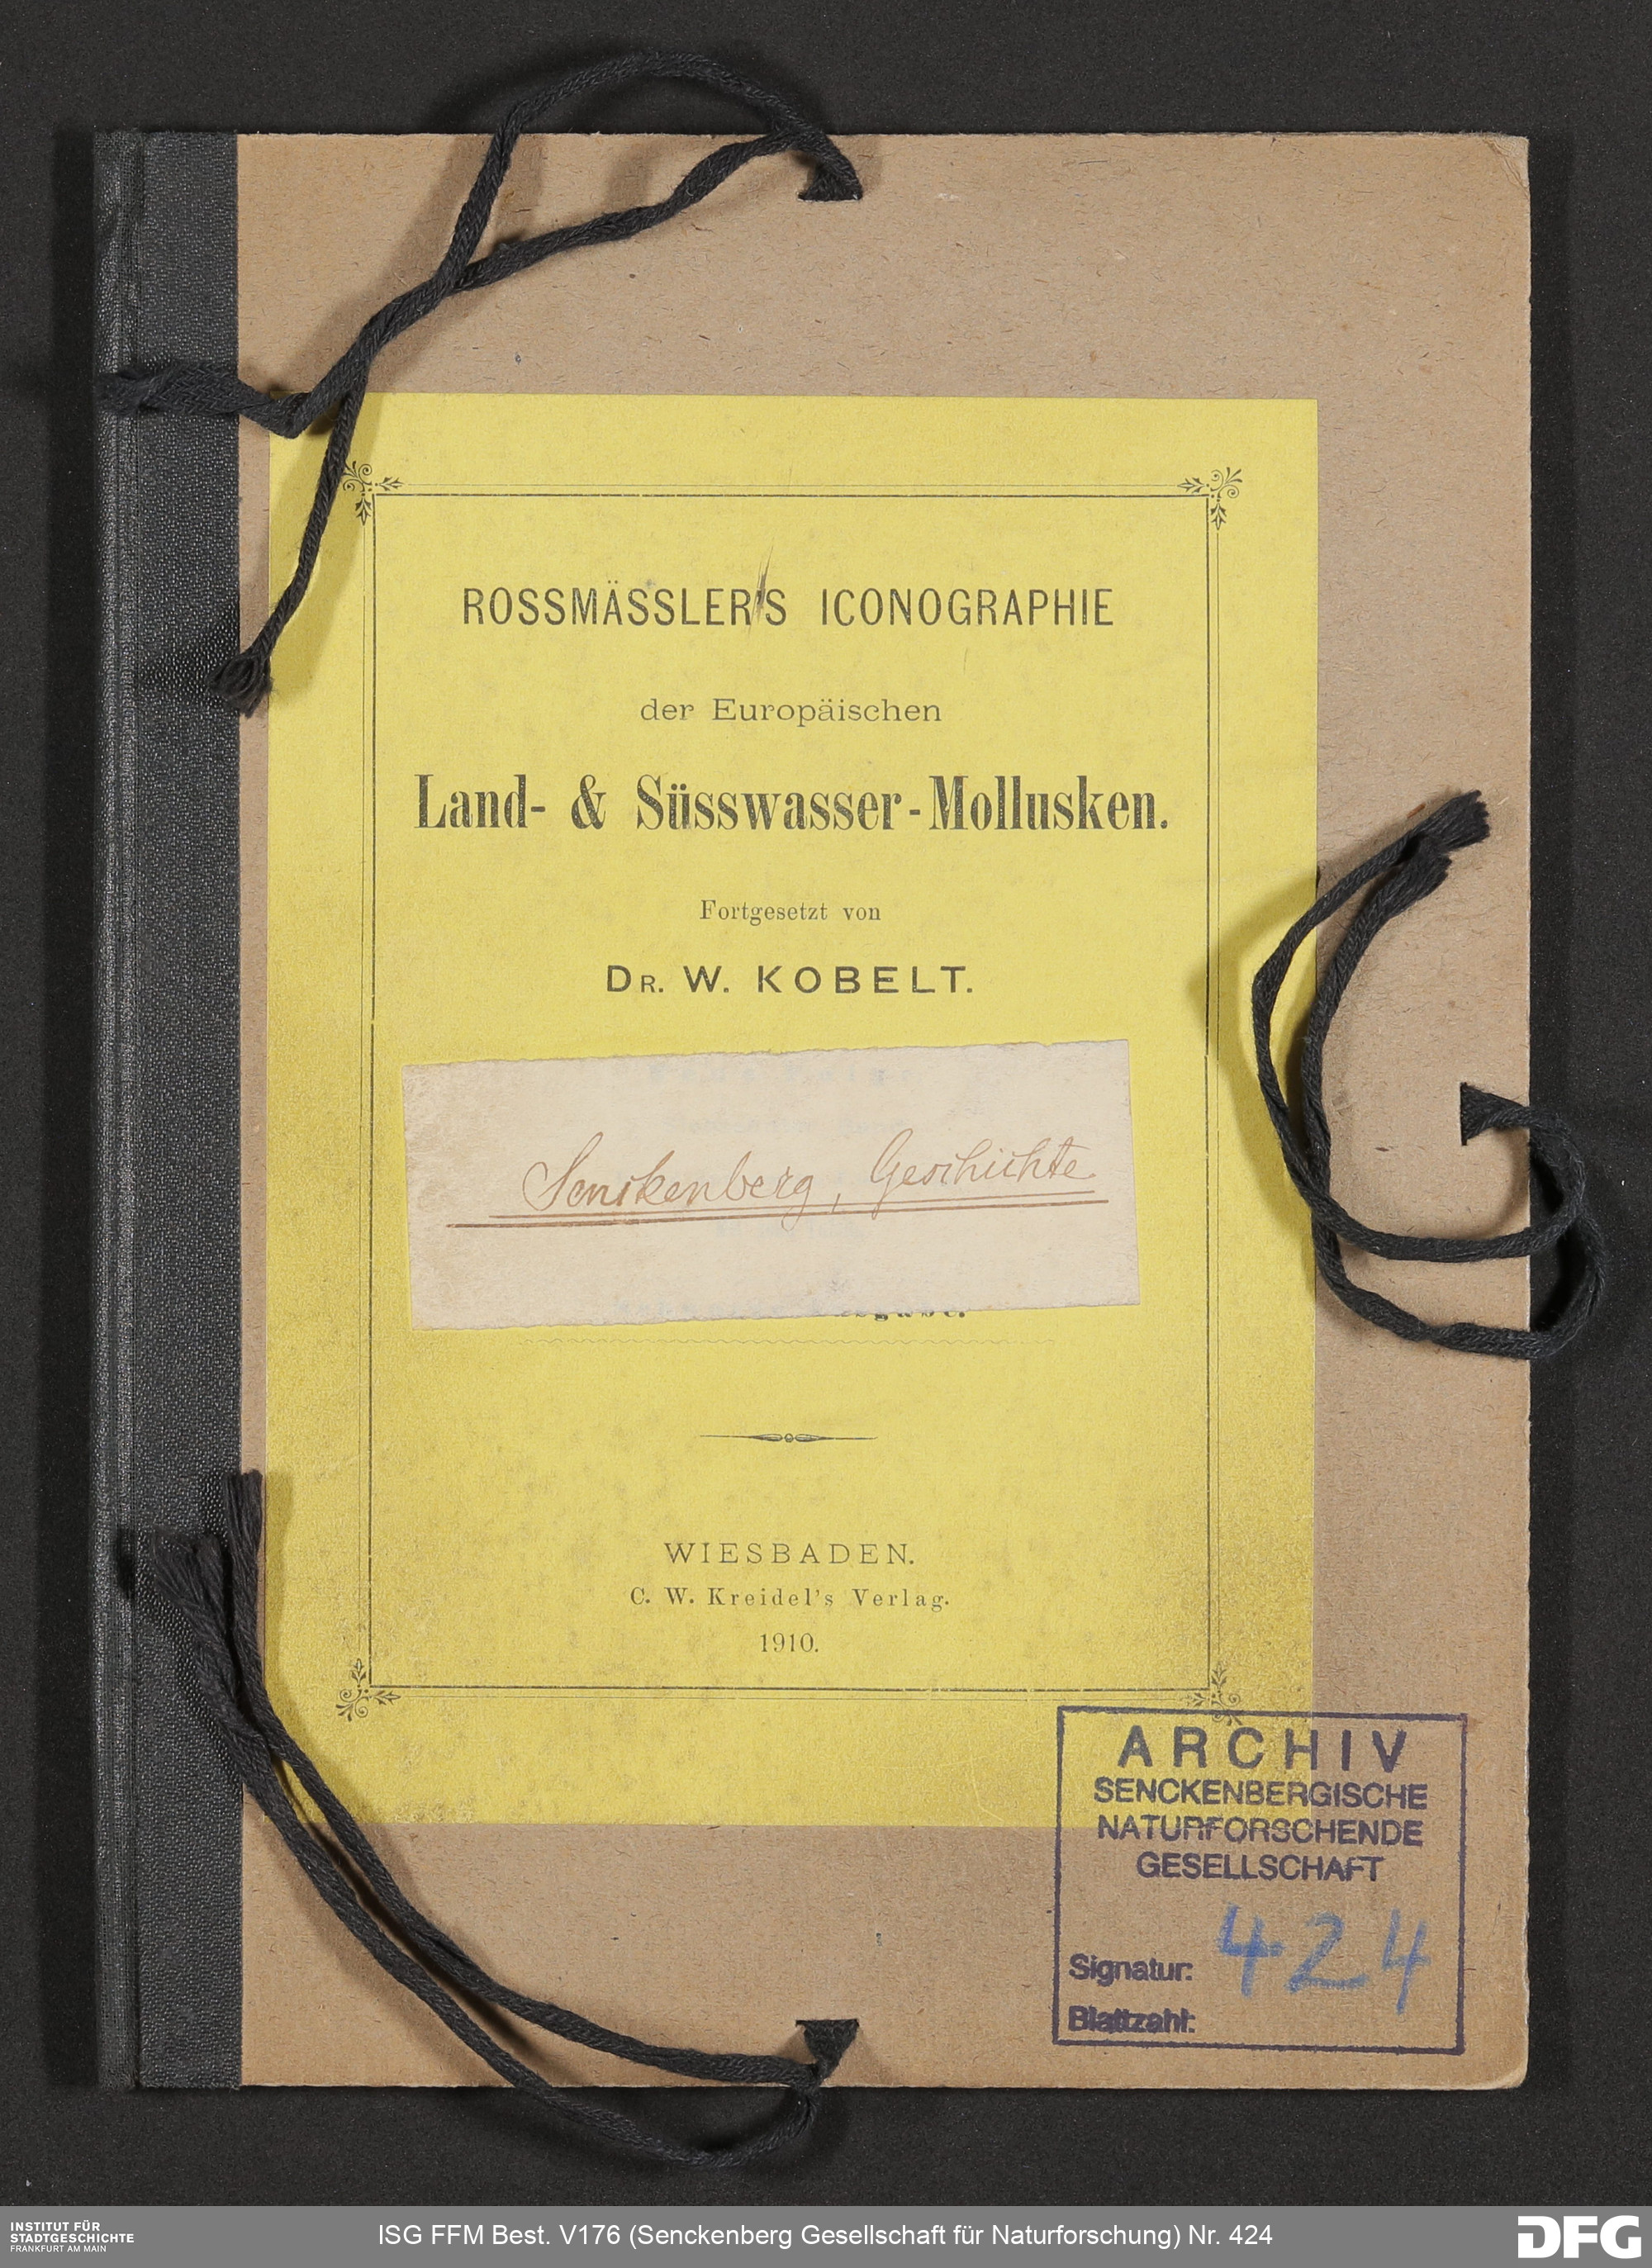 ROSSMÄSSLER'S ICONOGRAPHIE
der Europäischen
Land- & Süsswasser-Mollusken.
Fortgesetzt von
DR. W. KOBELT.
Senckenberg, Geschichte
WIESBADEN.
C. W. Kreidel's Verlag.
1910.
ARCHIV
SENCKENBERGISCHE
NATURFORSCHENDE
GESELLSCHAFT
Signatur: 424
Blattzahl:
INSTITUT FÜR
STADTGESCHICHTE
FRANKFURT AM MAIN
ISG FFM Best. V176 (Senckenberg Gesellschaft für Naturforschung) Nr. 424
DFG